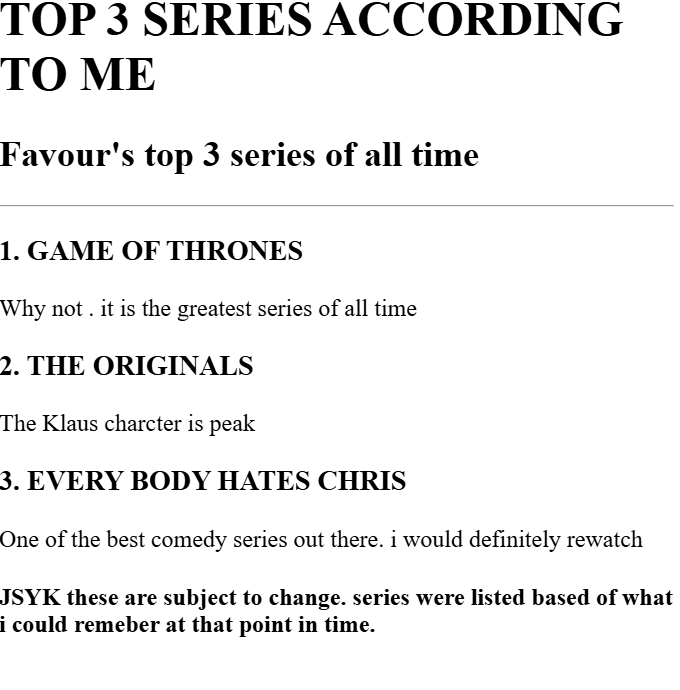 TOP 3 SERIES ACCORDING
TO ME
Favour's top 3 series of all time
1. GAME OF THRONES
Why not . it is the greatest series of all time
2. THE ORIGINALS
The Klaus charcter is peak
3. EVERY BODY HATES CHRIS
One of the best comedy series out there. i would definitely rewatch
JSYK these are subject to change. series were listed based of what
i could remeber at that point in time.